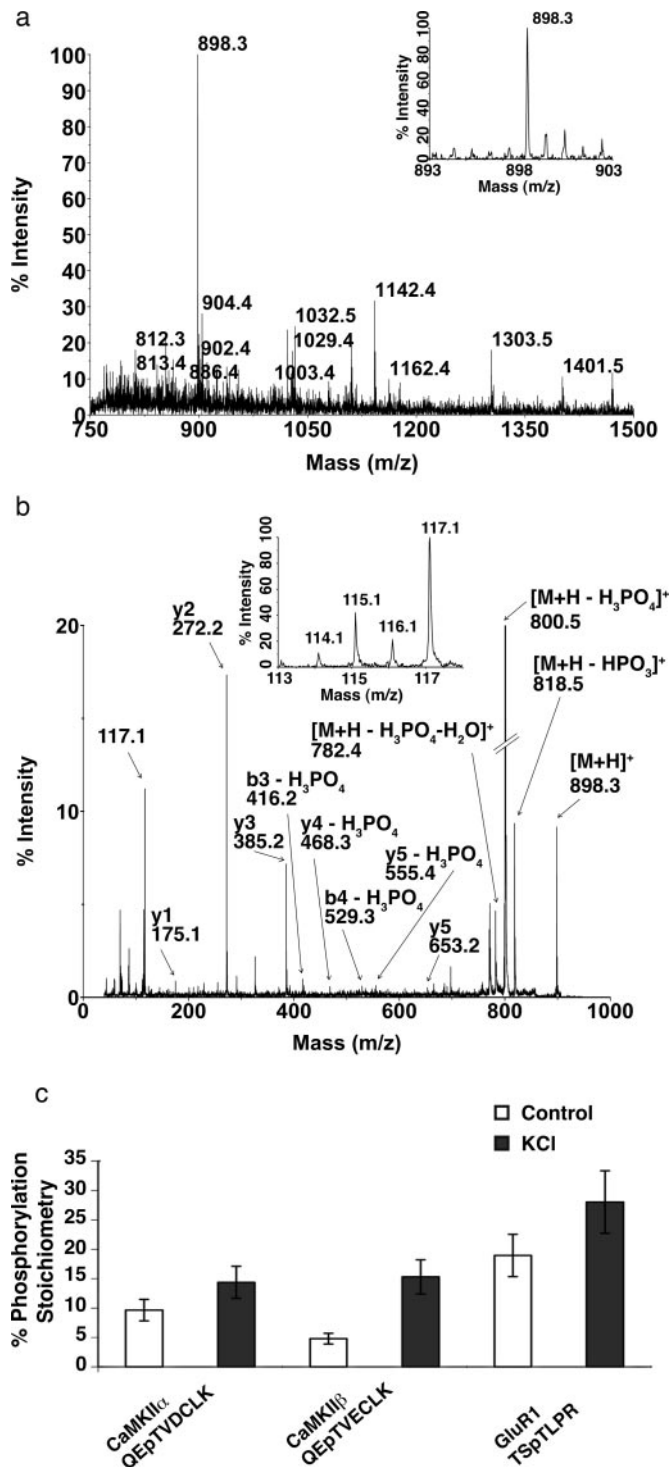 a
898.3
% Intensity
100
90
80
70
60
50
40
30
20
10
0
812.3
813.4
904.4
902.4
886.4
1032.5
1029.4
1003.4
1142.4
1162.4
1303.5
1401.5
750
900
1050
1200
1350
1500
Mass (m/z)
898.3
% Intensity
100
80
60
40
20
0
893
898
903
Mass (m/z)
b
% Intensity
20
10
0
117.1
y1
175.1
y2
272.2
y3
385.2
b3 - H₃PO₄
416.2
y4 - H₃PO₄
468.3
b4 - H₃PO₄
529.3
y5 - H₃PO₄
555.4
y5
653.2
[M+H - H₃PO₄-H₂O]⁺
782.4
[M+H - H₃PO₄]⁺
800.5
[M+H - HPO₃]⁺
818.5
[M+H]⁺
898.3
0
200
400
600
800
1000
Mass (m/z)
% Intensity
100
80
60
40
20
0
114.1
115.1
116.1
117.1
113
115
117
Mass (m/z)
c
Control
KCl
% Phosphorylation
Stoichiometry
35
30
25
20
15
10
5
0
CaMKIIα
QEpTVDCLK
CaMKIIβ
QEpTVECLK
GluR1
TSpTLPR